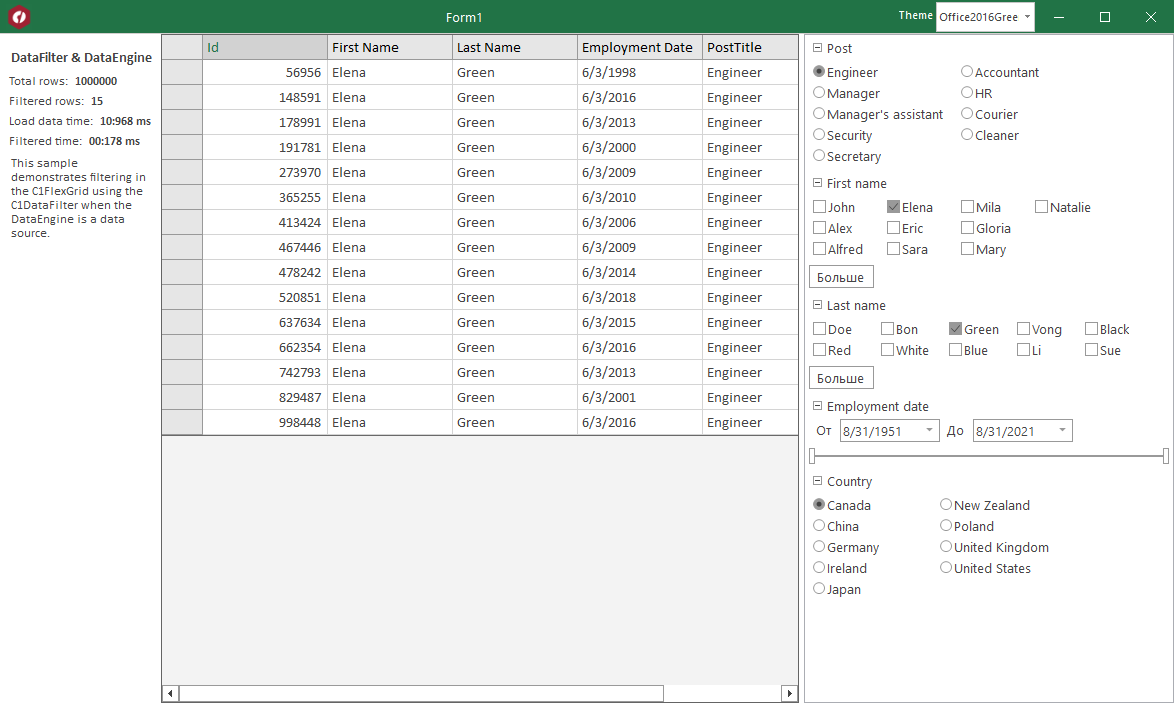 Form1
Theme Office2016Gree
DataFilter & DataEngine
Total rows: 1000000
Filtered rows: 15
Load data time: 10:968 ms
Filtered time: 00:178 ms
This sample
demonstrates filtering in
the C1FlexGrid using the
C1DataFilter when the
DataEngine is a data
source.
Id First Name Last Name Employment Date PostTitle
56956 Elena Green 6/3/1998 Engineer
148591 Elena Green 6/3/2016 Engineer
178991 Elena Green 6/3/2013 Engineer
191781 Elena Green 6/3/2000 Engineer
273970 Elena Green 6/3/2009 Engineer
365255 Elena Green 6/3/2010 Engineer
413424 Elena Green 6/3/2006 Engineer
467446 Elena Green 6/3/2009 Engineer
478242 Elena Green 6/3/2014 Engineer
520851 Elena Green 6/3/2018 Engineer
637634 Elena Green 6/3/2015 Engineer
662354 Elena Green 6/3/2016 Engineer
742793 Elena Green 6/3/2013 Engineer
829487 Elena Green 6/3/2001 Engineer
998448 Elena Green 6/3/2016 Engineer
Post
Engineer Accountant
Manager HR
Manager's assistant Courier
Security Cleaner
Secretary
First name
John Elena Mila Natalie
Alex Eric Gloria
Alfred Sara Mary
Больше
Last name
Doe Bon Green Vong Black
Red White Blue Li Sue
Больше
Employment date
От 8/31/1951 До 8/31/2021
Country
Canada New Zealand
China Poland
Germany United Kingdom
Ireland United States
Japan